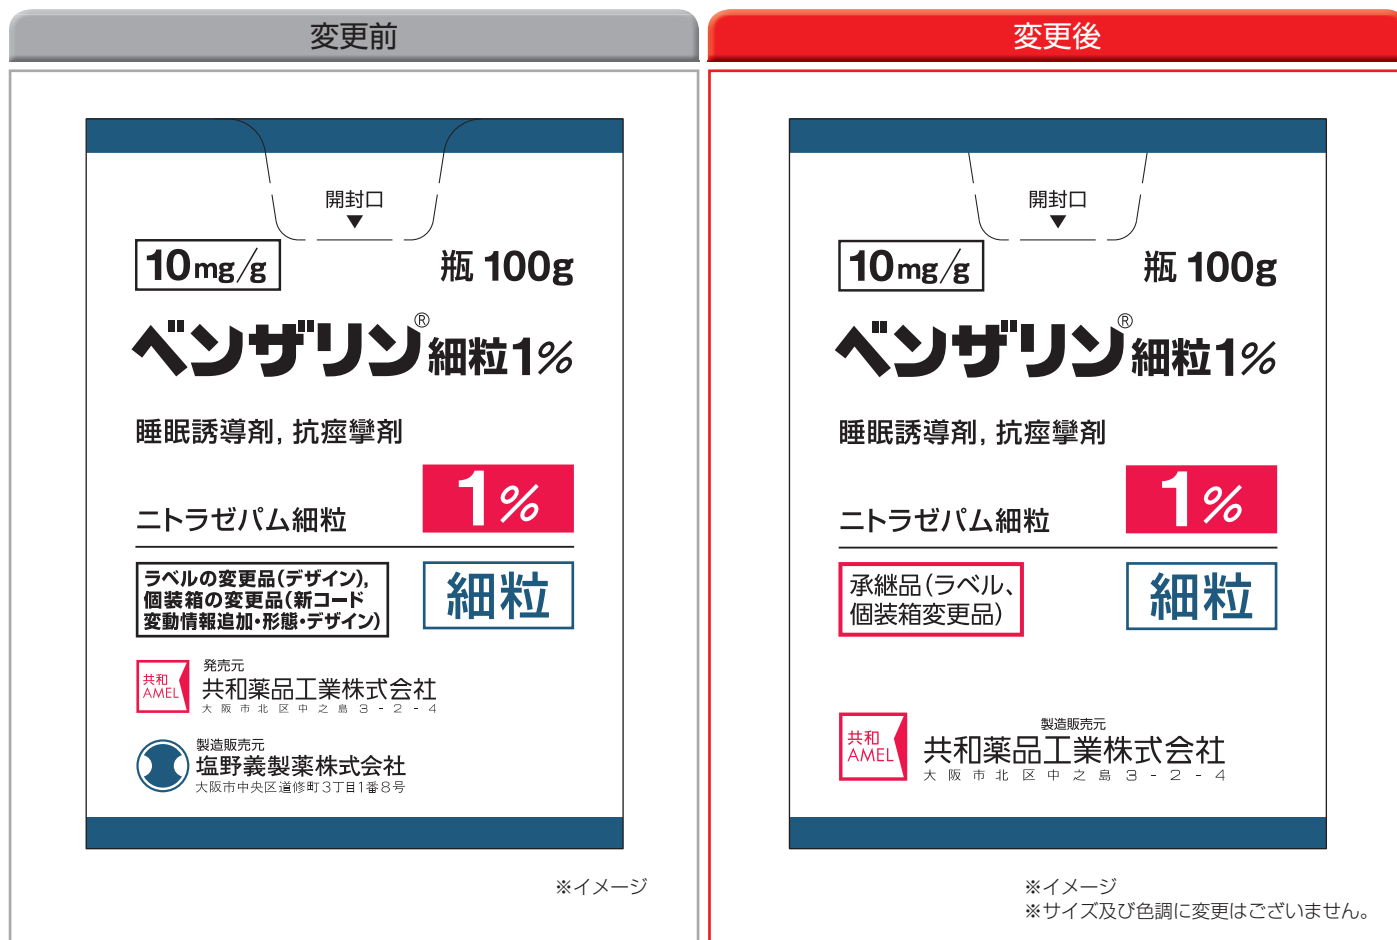 変更前
開封口
▼
10mg/g
瓶 100g
ベンザリン®細粒1%
睡眠誘導剤, 抗痙攣剤
1%
ニトラゼパム細粒
ラベルの変更品(デザイン),
個装箱の変更品(新コード
変動情報追加・形態・デザイン)
細粒
共和
AMEL
発売元
共和薬品工業株式会社
大阪市北区中之島3-2-4
製造販売元
塩野義製薬株式会社
大阪市中央区道修町3丁目1番8号
※イメージ
変更後
開封口
▼
10mg/g
瓶 100g
ベンザリン®細粒1%
睡眠誘導剤, 抗痙攣剤
1%
ニトラゼパム細粒
承継品(ラベル、
個装箱変更品)
細粒
共和
AMEL
製造販売元
共和薬品工業株式会社
大阪市北区中之島3-2-4
※イメージ
※サイズ及び色調に変更はございません。